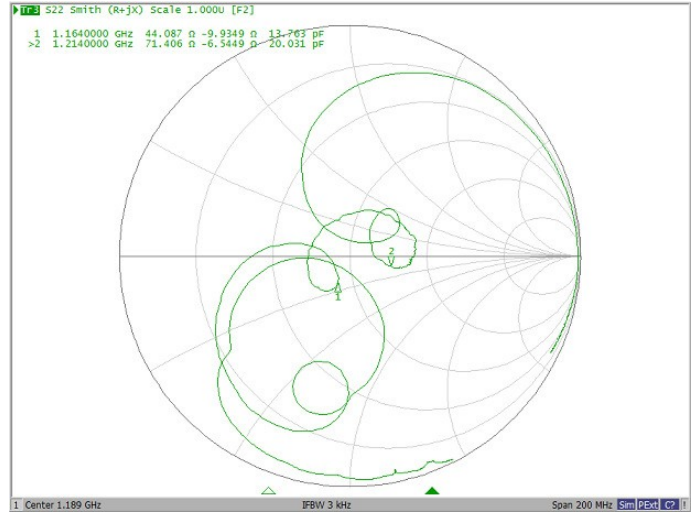 Tr3 S22 Smith (R+jX) Scale 1.000U [F2]
1 1.1640000 GHz 44.087 Ω -9.9349 Ω 13.763 pF
>2 1.2140000 GHz 71.406 Ω -6.5449 Ω 20.031 pF
2
1
1 Center 1.189 GHz IFBW 3 kHz Span 200 MHz Sim PExt C? !